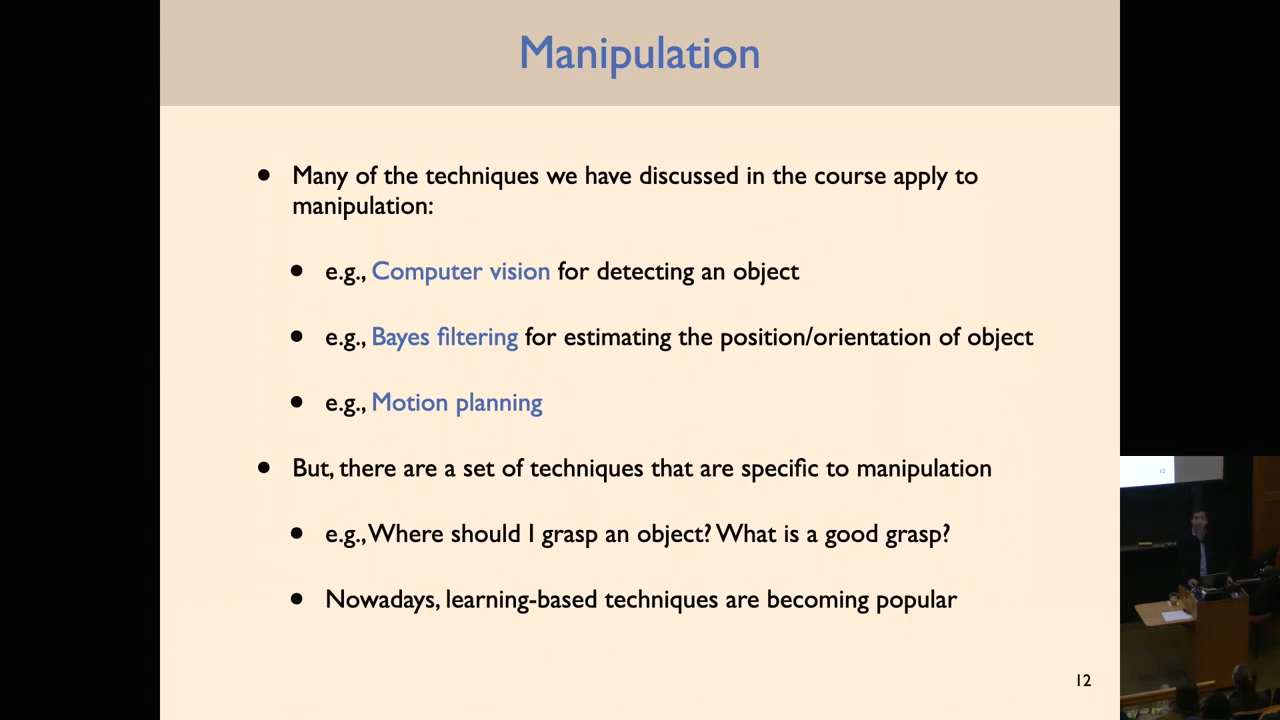 Manipulation
• Many of the techniques we have discussed in the course apply to
manipulation:
• e.g., Computer vision for detecting an object
• e.g., Bayes filtering for estimating the position/orientation of object
• e.g., Motion planning
• But, there are a set of techniques that are specific to manipulation
• e.g., Where should I grasp an object? What is a good grasp?
• Nowadays, learning-based techniques are becoming popular
12
12